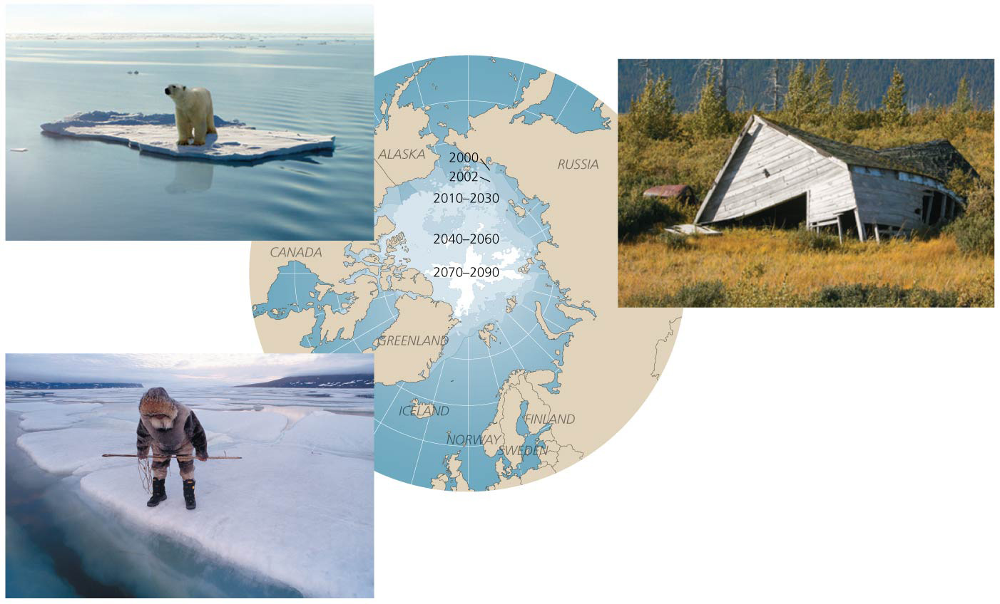 ALASKA
2000
2002
RUSSIA
2010–2030
2040–2060
CANADA
2070–2090
GREENLAND
ICELAND
FINLAND
NORWAY
SWEDEN